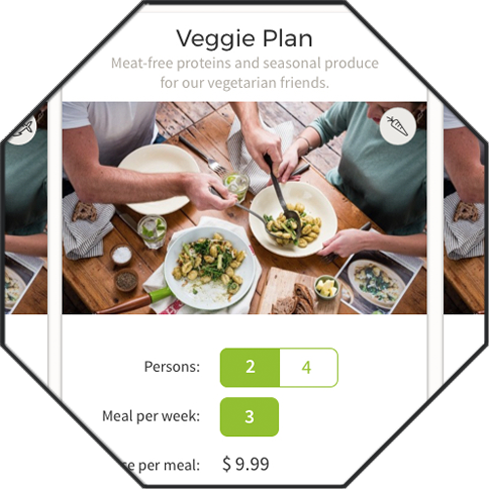 Veggie Plan
Meat-free proteins and seasonal produce
for our vegetarian friends.
Persons: 2 4
Meal per week: 3
per meal: $ 9.99